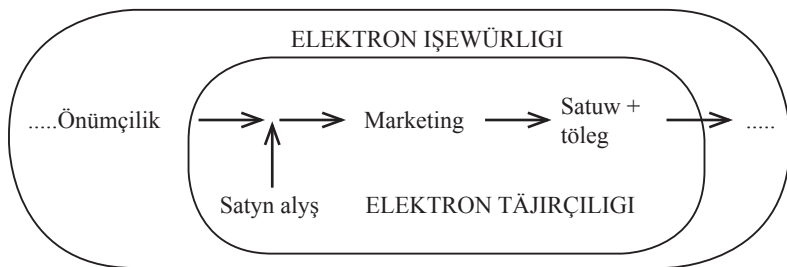 ELEKTRON IŞEWÜRLIGI
.....Önümçilik
Marketing
Satuw +
töleg
.....
Satyn alyş
ELEKTRON TÄJIRÇILIGI